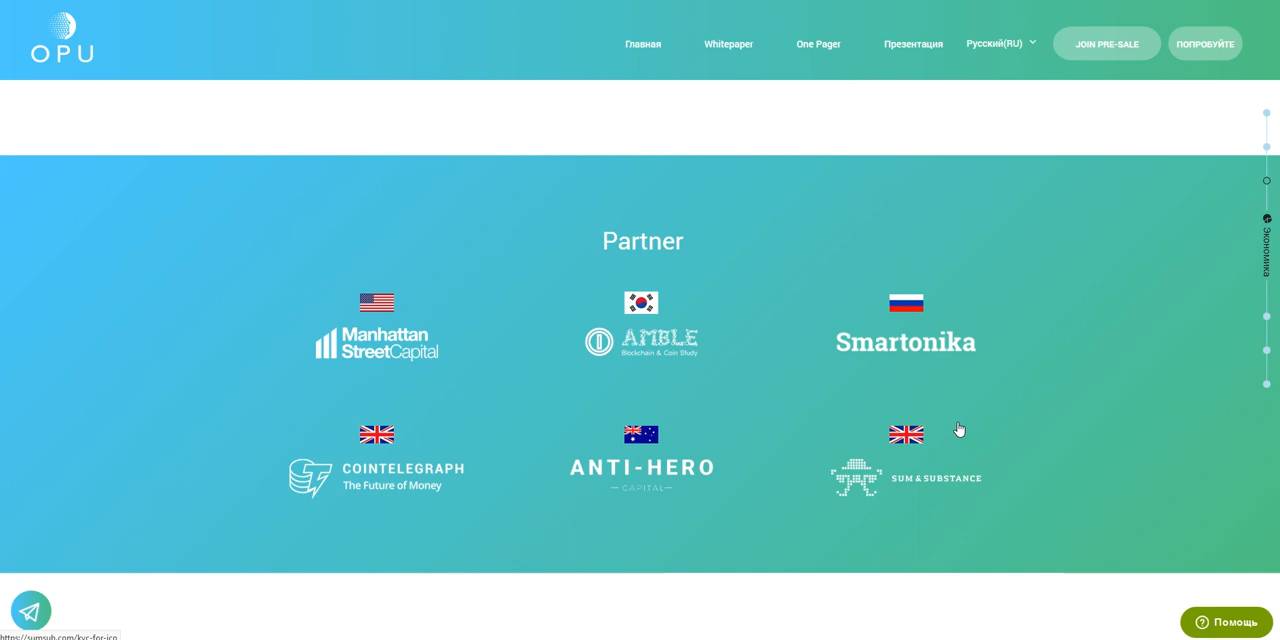 OPU
Главная
Whitepaper
One Pager
Презентация
Русский(RU)
JOIN PRE-SALE
ПОПРОБУЙТЕ
Экономика
Partner
Manhattan
StreetCapital
AMBLE
Blockchain & Coin Study
Smartonika
COINTELEGRAPH
The Future of Money
ANTI-HERO
CAPITAL
SUM & SUBSTANCE
Помощь
https://sumsub.com/kyc-for-ico